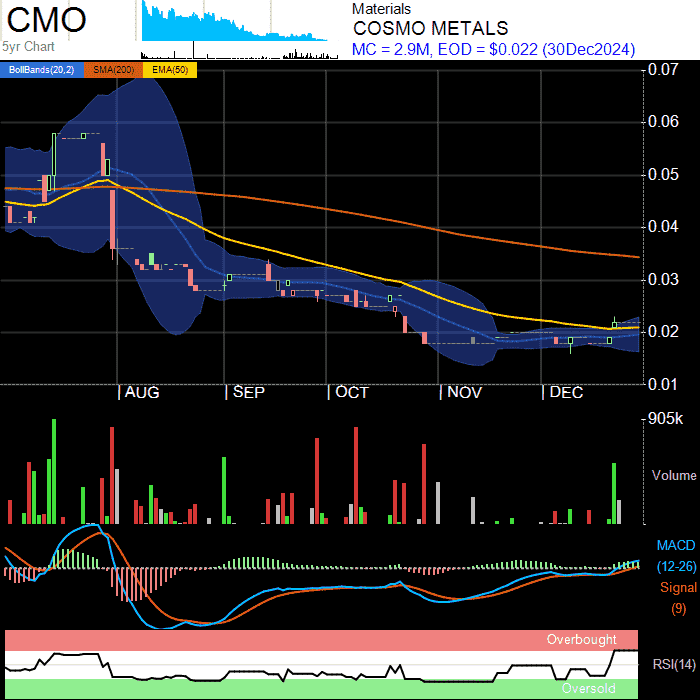 CMO
5yr Chart
Materials
COSMO METALS
MC = 2.9M, EOD = $0.022 (30Dec2024)
BollBands(20,2) SMA(200) EMA(50)
0.07
0.06
0.05
0.04
0.03
0.02
0.01
AUG SEP OCT NOV DEC
905k
Volume
MACD
(12-26)
Signal
(9)
Overbought
RSI(14)
Oversold